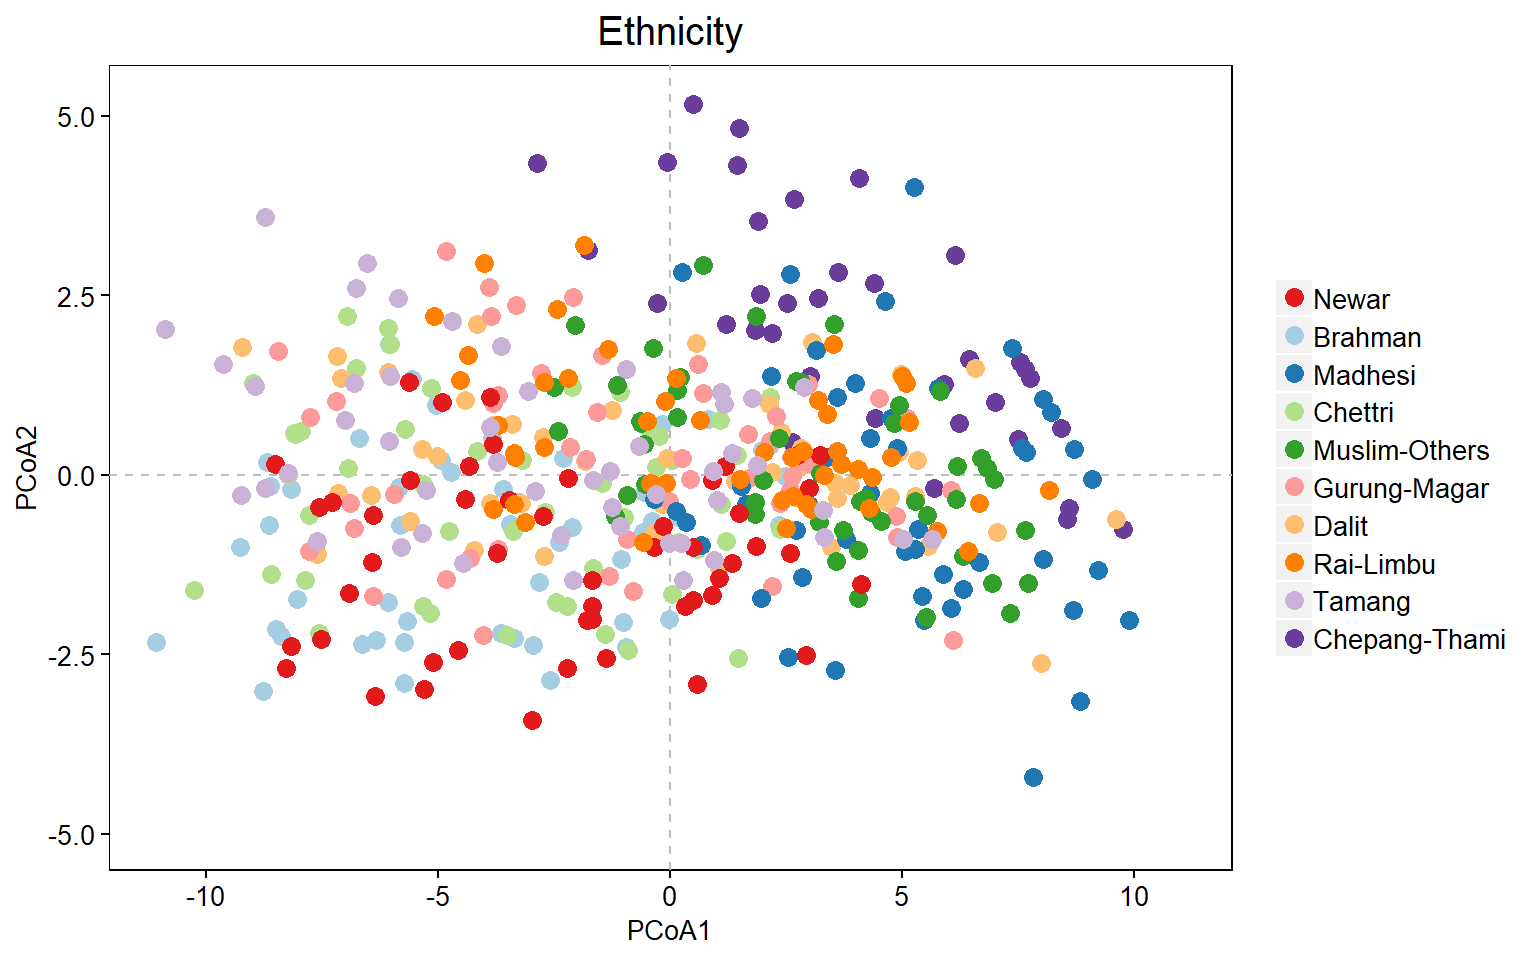 Ethnicity
5.0
2.5
0.0
-2.5
-5.0
PCoA2
-10
-5
0
5
10
PCoA1
Newar
Brahman
Madhesi
Chettri
Muslim-Others
Gurung-Magar
Dalit
Rai-Limbu
Tamang
Chepang-Thami